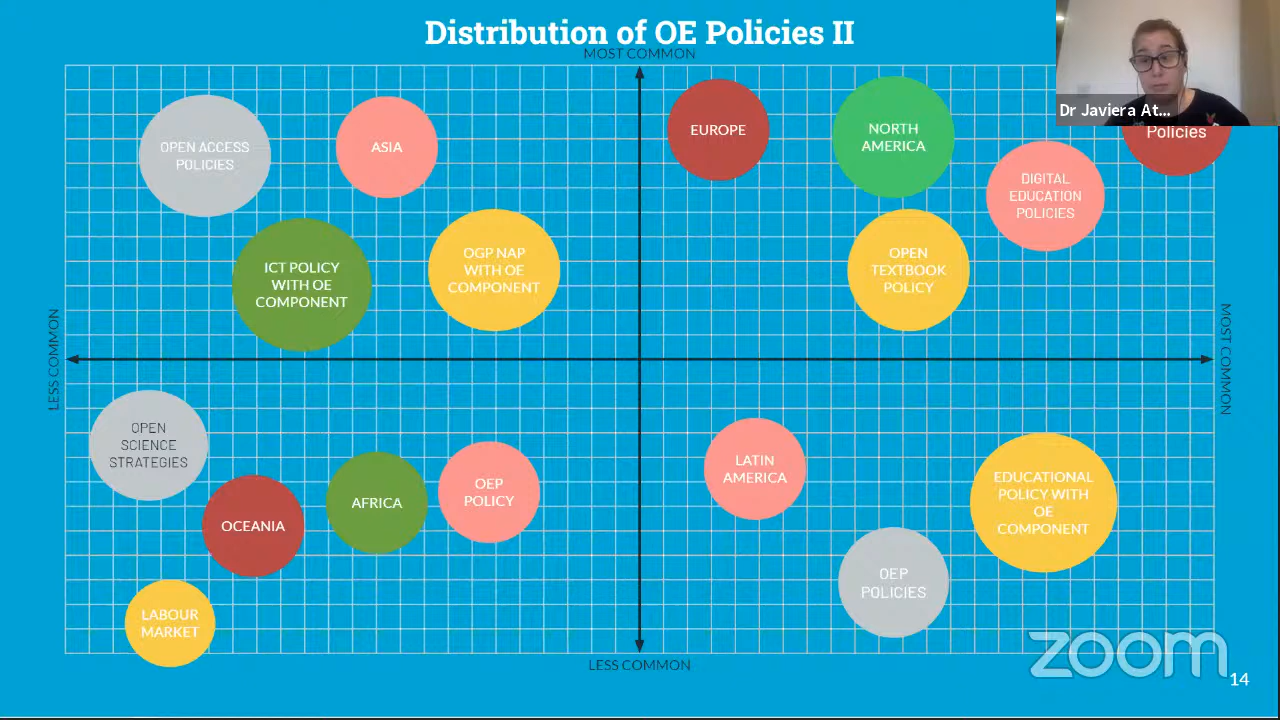 Distribution of OE Policies II
MOST COMMON
Dr Javiera At...
OPEN ACCESS
POLICIES
ASIA
EUROPE
NORTH
AMERICA
Policies
DIGITAL
EDUCATION
POLICIES
ICT POLICY
WITH OE
COMPONENT
OGP NAP
WITH OE
COMPONENT
OPEN
TEXTBOOK
POLICY
LESS COMMON
MOST COMMON
OPEN
SCIENCE
STRATEGIES
OCEANIA
AFRICA
OEP
POLICY
LATIN
AMERICA
EDUCATIONAL
POLICY WITH
OE
COMPONENT
OEP
POLICIES
LABOUR
MARKET
LESS COMMON
zoom
14